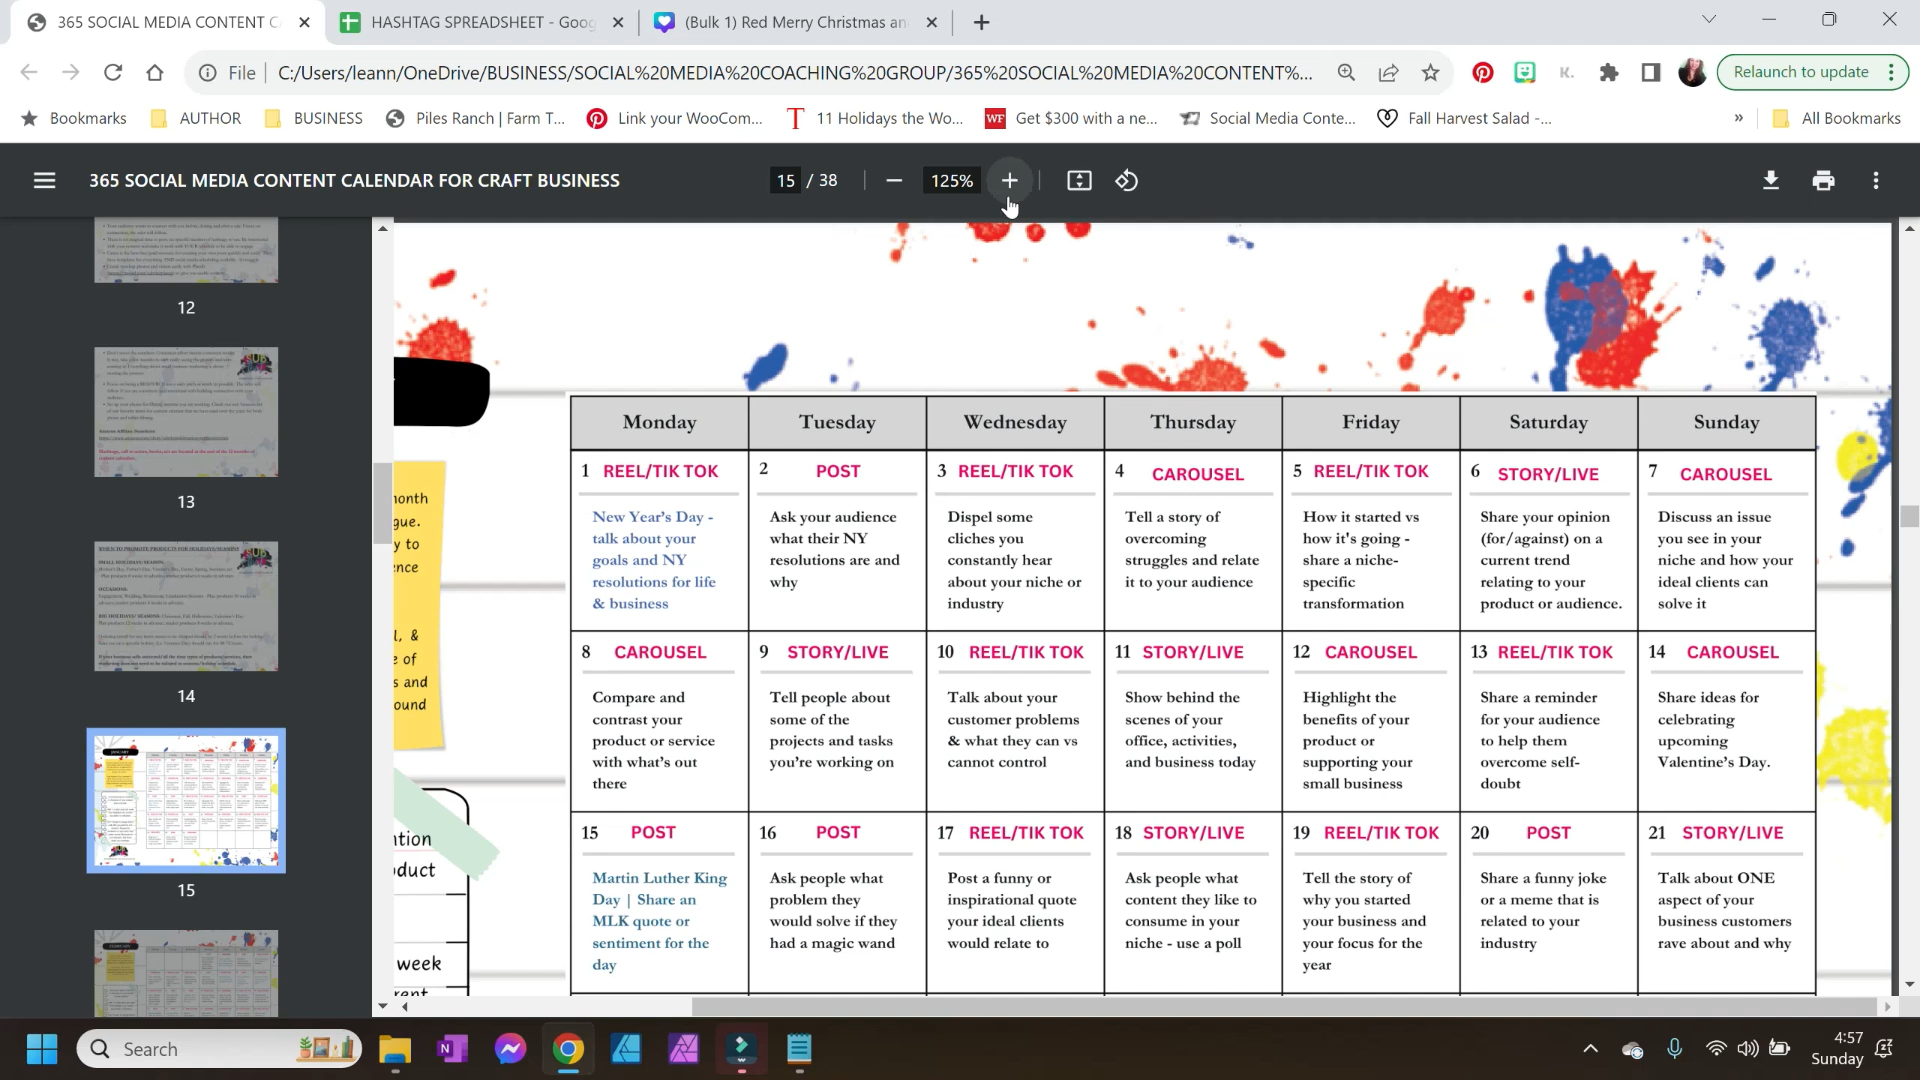 365 SOCIAL MEDIA CONTENT C
HASHTAG SPREADSHEET - Goog
(Bulk 1) Red Merry Christmas an
File
C:/Users/leann/OneDrive/BUSINESS/SOCIAL%20MEDIA%20COACHING%20GROUP/365%20SOCIAL%20MEDIA%20CONTENT%...
K.
Relaunch to update
Bookmarks
AUTHOR
BUSINESS
Piles Ranch | Farm T...
Link your WooCom...
11 Holidays the Wo...
WF
Get $300 with a ne...
Social Media Conte...
Fall Harvest Salad -...
»
All Bookmarks
365 SOCIAL MEDIA CONTENT CALENDAR FOR CRAFT BUSINESS
15 / 38
125%
12
13
14
15
onth
gue.
y to
nce
l, &
e of
s and
ound
ntion
duct
week
rent
Monday
Tuesday
Wednesday
Thursday
Friday
Saturday
Sunday
1 REEL/TIK TOK
New Year's Day -
talk about your
goals and NY
resolutions for life
& business
2 POST
Ask your audience
what their NY
resolutions are and
why
3 REEL/TIK TOK
Dispel some
cliches you
constantly hear
about your niche or
industry
4 CAROUSEL
Tell a story of
overcoming
struggles and relate
it to your audience
5 REEL/TIK TOK
How it started vs
how it's going -
share a niche-
specific
transformation
6 STORY/LIVE
Share your opinion
(for/against) on a
current trend
relating to your
product or audience.
7 CAROUSEL
Discuss an issue
you see in your
niche and how your
ideal clients can
solve it
8 CAROUSEL
Compare and
contrast your
product or service
with what's out
there
9 STORY/LIVE
Tell people about
some of the
projects and tasks
you're working on
10 REEL/TIK TOK
Talk about your
customer problems
& what they can vs
cannot control
11 STORY/LIVE
Show behind the
scenes of your
office, activities,
and business today
12 CAROUSEL
Highlight the
benefits of your
product or
supporting your
small business
13 REEL/TIK TOK
Share a reminder
for your audience
to help them
overcome self-
doubt
14 CAROUSEL
Share ideas for
celebrating
upcoming
Valentine's Day.
15 POST
Martin Luther King
Day | Share an
MLK quote or
sentiment for the
day
16 POST
Ask people what
problem they
would solve if they
had a magic wand
17 REEL/TIK TOK
Post a funny or
inspirational quote
your ideal clients
would relate to
18 STORY/LIVE
Ask people what
content they like to
consume in your
niche - use a poll
19 REEL/TIK TOK
Tell the story of
why you started
your business and
your focus for the
year
20 POST
Share a funny joke
or a meme that is
related to your
industry
21 STORY/LIVE
Talk about ONE
aspect of your
business customers
rave about and why
Search
4:57
Sunday